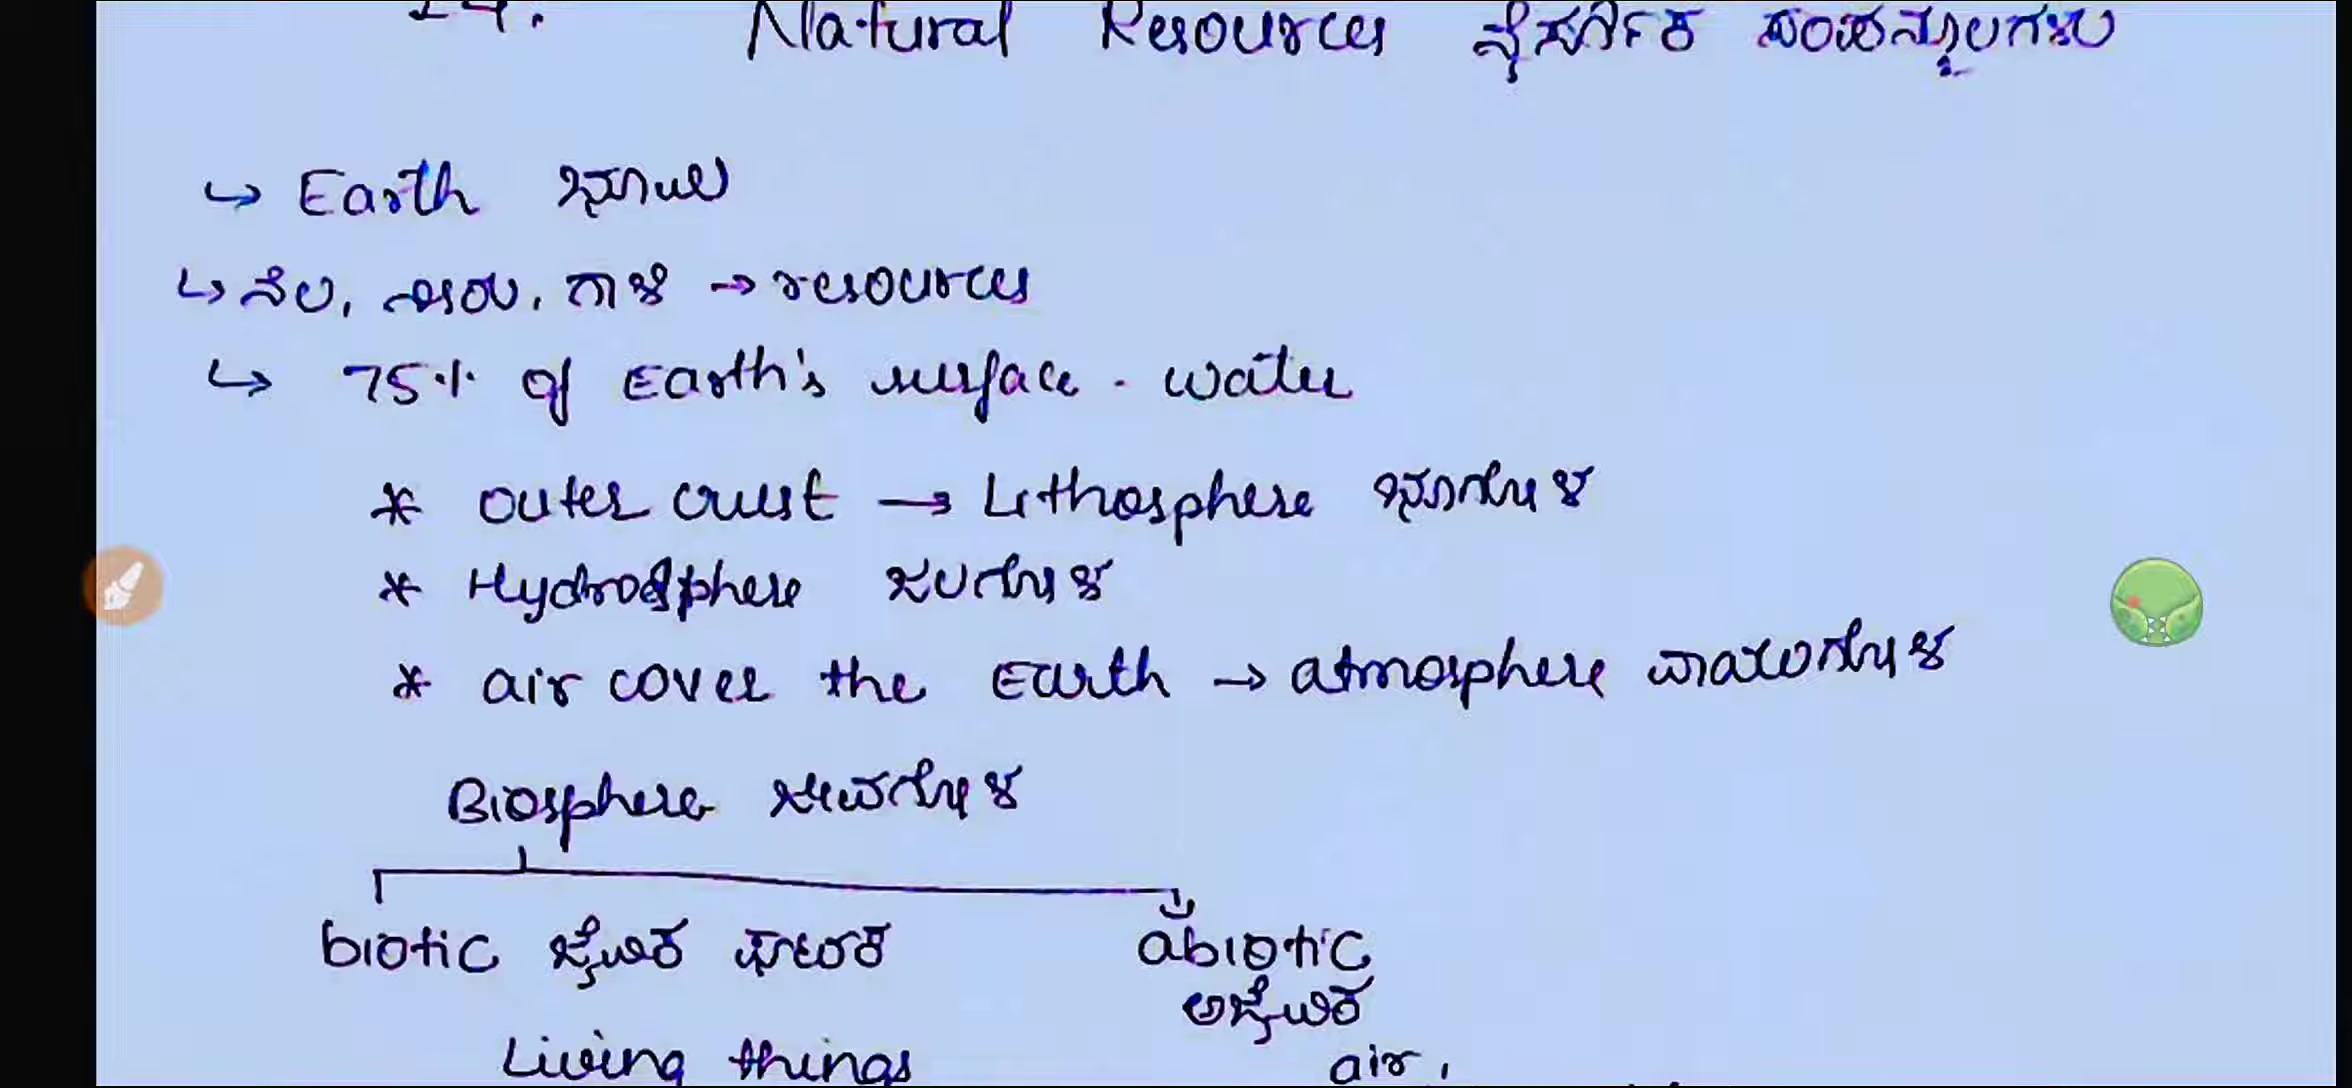 14. Natural Resources ನೈಸರ್ಗಿಕ ಸಂಪನ್ಮೂಲಗಳು
↳ Earth ಭೂಮಿ
↳ ನೆಲ, ನೀರು, ಗಾಳಿ → resources
↳ 75% of Earth's surface - water
* outer crust → Lithosphere ಭೂಗೋಳ
* Hydrosphere ಜಲಗೋಳ
* air cover the Earth → atmosphere ವಾಯುಗೋಳ
Biosphere ಜೀವಗೋಳ
biotic ಜೈವಿಕ ಘಟಕ abiotic
ಅಜೈವಿಕ
Living things air,